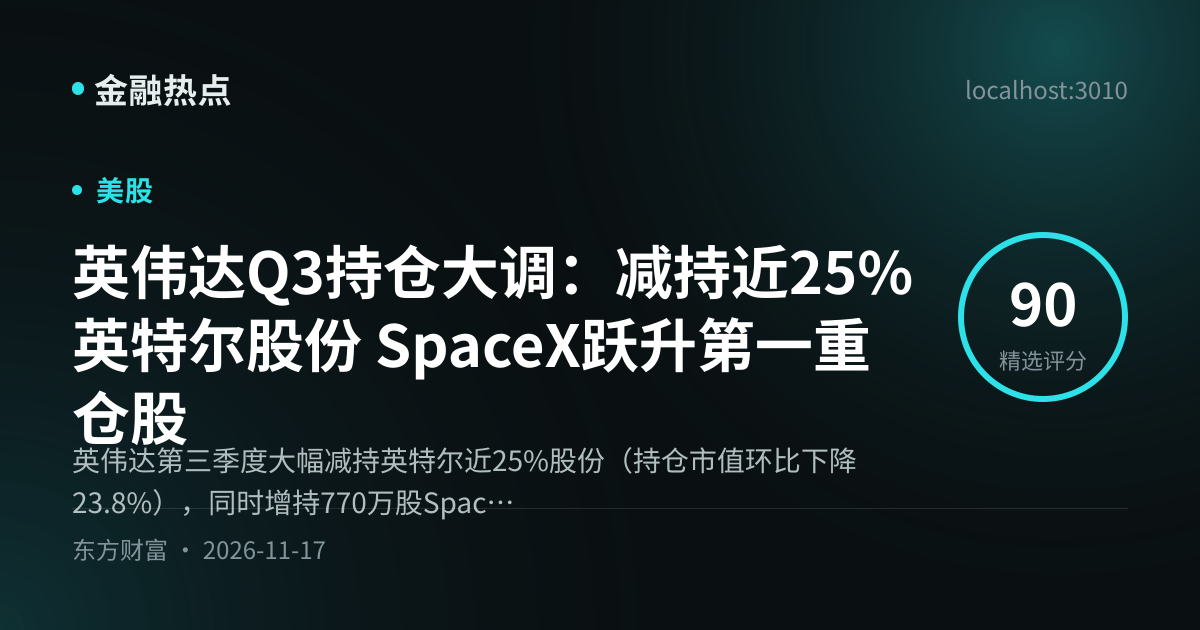 金融热点
localhost:3010
美股
英伟达Q3持仓大调：减持近25%
英特尔股份 SpaceX跃升第一重
仓股
90
精选评分
英伟达第三季度大幅减持英特尔近25%股份（持仓市值环比下降
23.8%），同时增持770万股Spac…
东方财富 · 2026-11-17